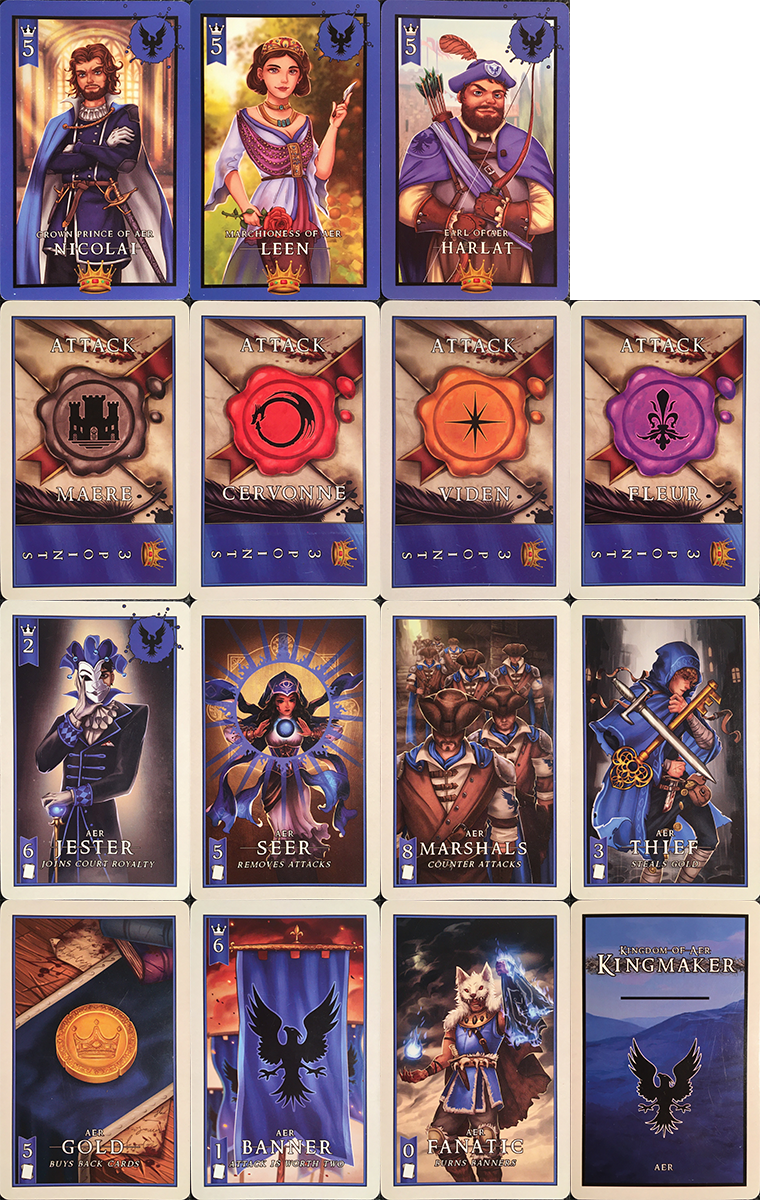 5
CROWN PRINCE OF AER
NICOLAI
5
MARCHIONESS OF AER
LEEN
5
EARL OF AER
HARLAT
ATTACK
MAERE
3 POINTS
ATTACK
CERVONNE
3 POINTS
ATTACK
VIDEN
3 POINTS
ATTACK
FLEUR
3 POINTS
2
6
AER
JESTER
JOINS COURT ROYALTY
5
AER
SEER
REMOVES ATTACKS
8
AER
MARSHALS
COUNTER ATTACKS
3
AER
THIEF
STEALS GOLD
5
AER
GOLD
BUYS BACK CARDS
6
1
AER
BANNER
ATTACK IS WORTH TWO
0
AER
FANATIC
BURNS BANNERS
KINGDOM OF AER
KINGMAKER
AER